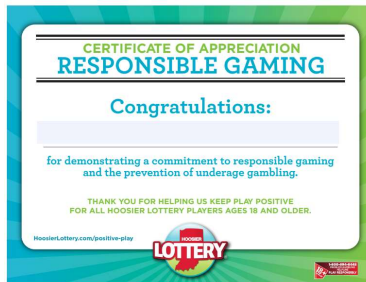 CERTIFICATE OF APPRECIATION
RESPONSIBLE GAMING
Congratulations:
for demonstrating a commitment to responsible gaming
and the prevention of underage gambling.
THANK YOU FOR HELPING US KEEP PLAY POSITIVE
FOR ALL HOOSIER LOTTERY PLAYERS AGES 18 AND OLDER.
HoosierLottery.com/positive-play
HOOSIER
LOTTERY
PLAY RESPONSIBLY